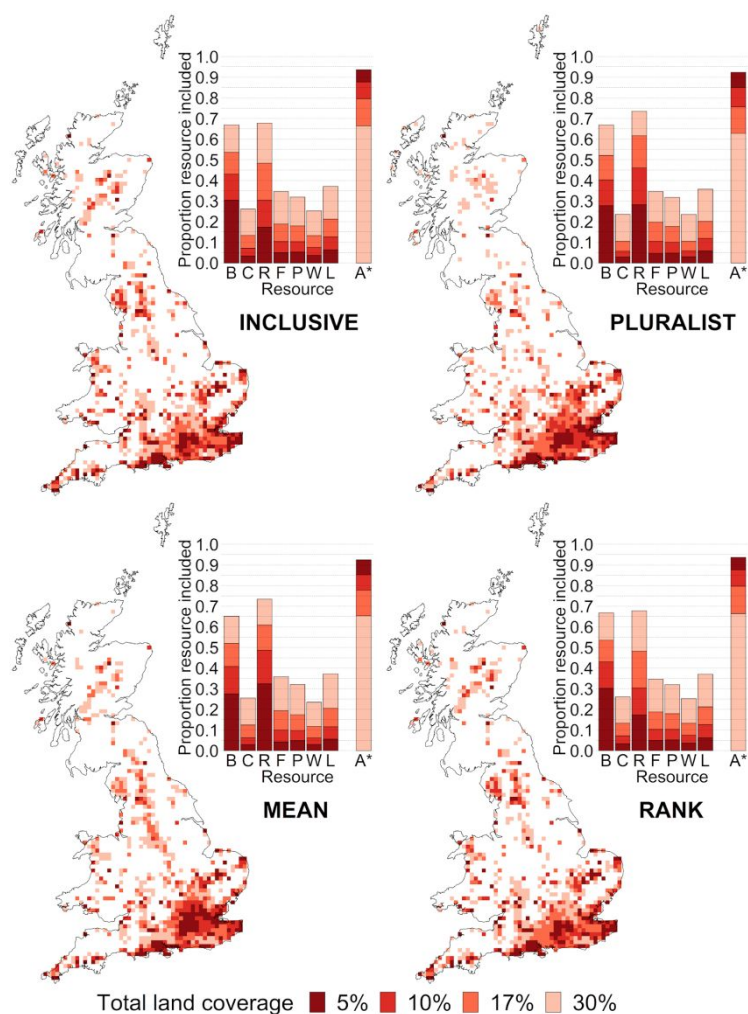 1.0
0.9
0.8
0.7
0.6
0.5
0.4
0.3
0.2
0.1
0.0
Proportion resource included
B C R F P W L A*
Resource
INCLUSIVE
1.0
0.9
0.8
0.7
0.6
0.5
0.4
0.3
0.2
0.1
0.0
Proportion resource included
B C R F P W L A*
Resource
PLURALIST
1.0
0.9
0.8
0.7
0.6
0.5
0.4
0.3
0.2
0.1
0.0
Proportion resource included
B C R F P W L A*
Resource
MEAN
1.0
0.9
0.8
0.7
0.6
0.5
0.4
0.3
0.2
0.1
0.0
Proportion resource included
B C R F P W L A*
Resource
RANK
Total land coverage 5% 10% 17% 30%